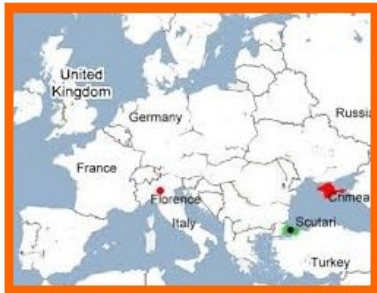 United
Kingdom
Germany
Russia
France
Florence
Italy
Crimea
Scutari
Turkey